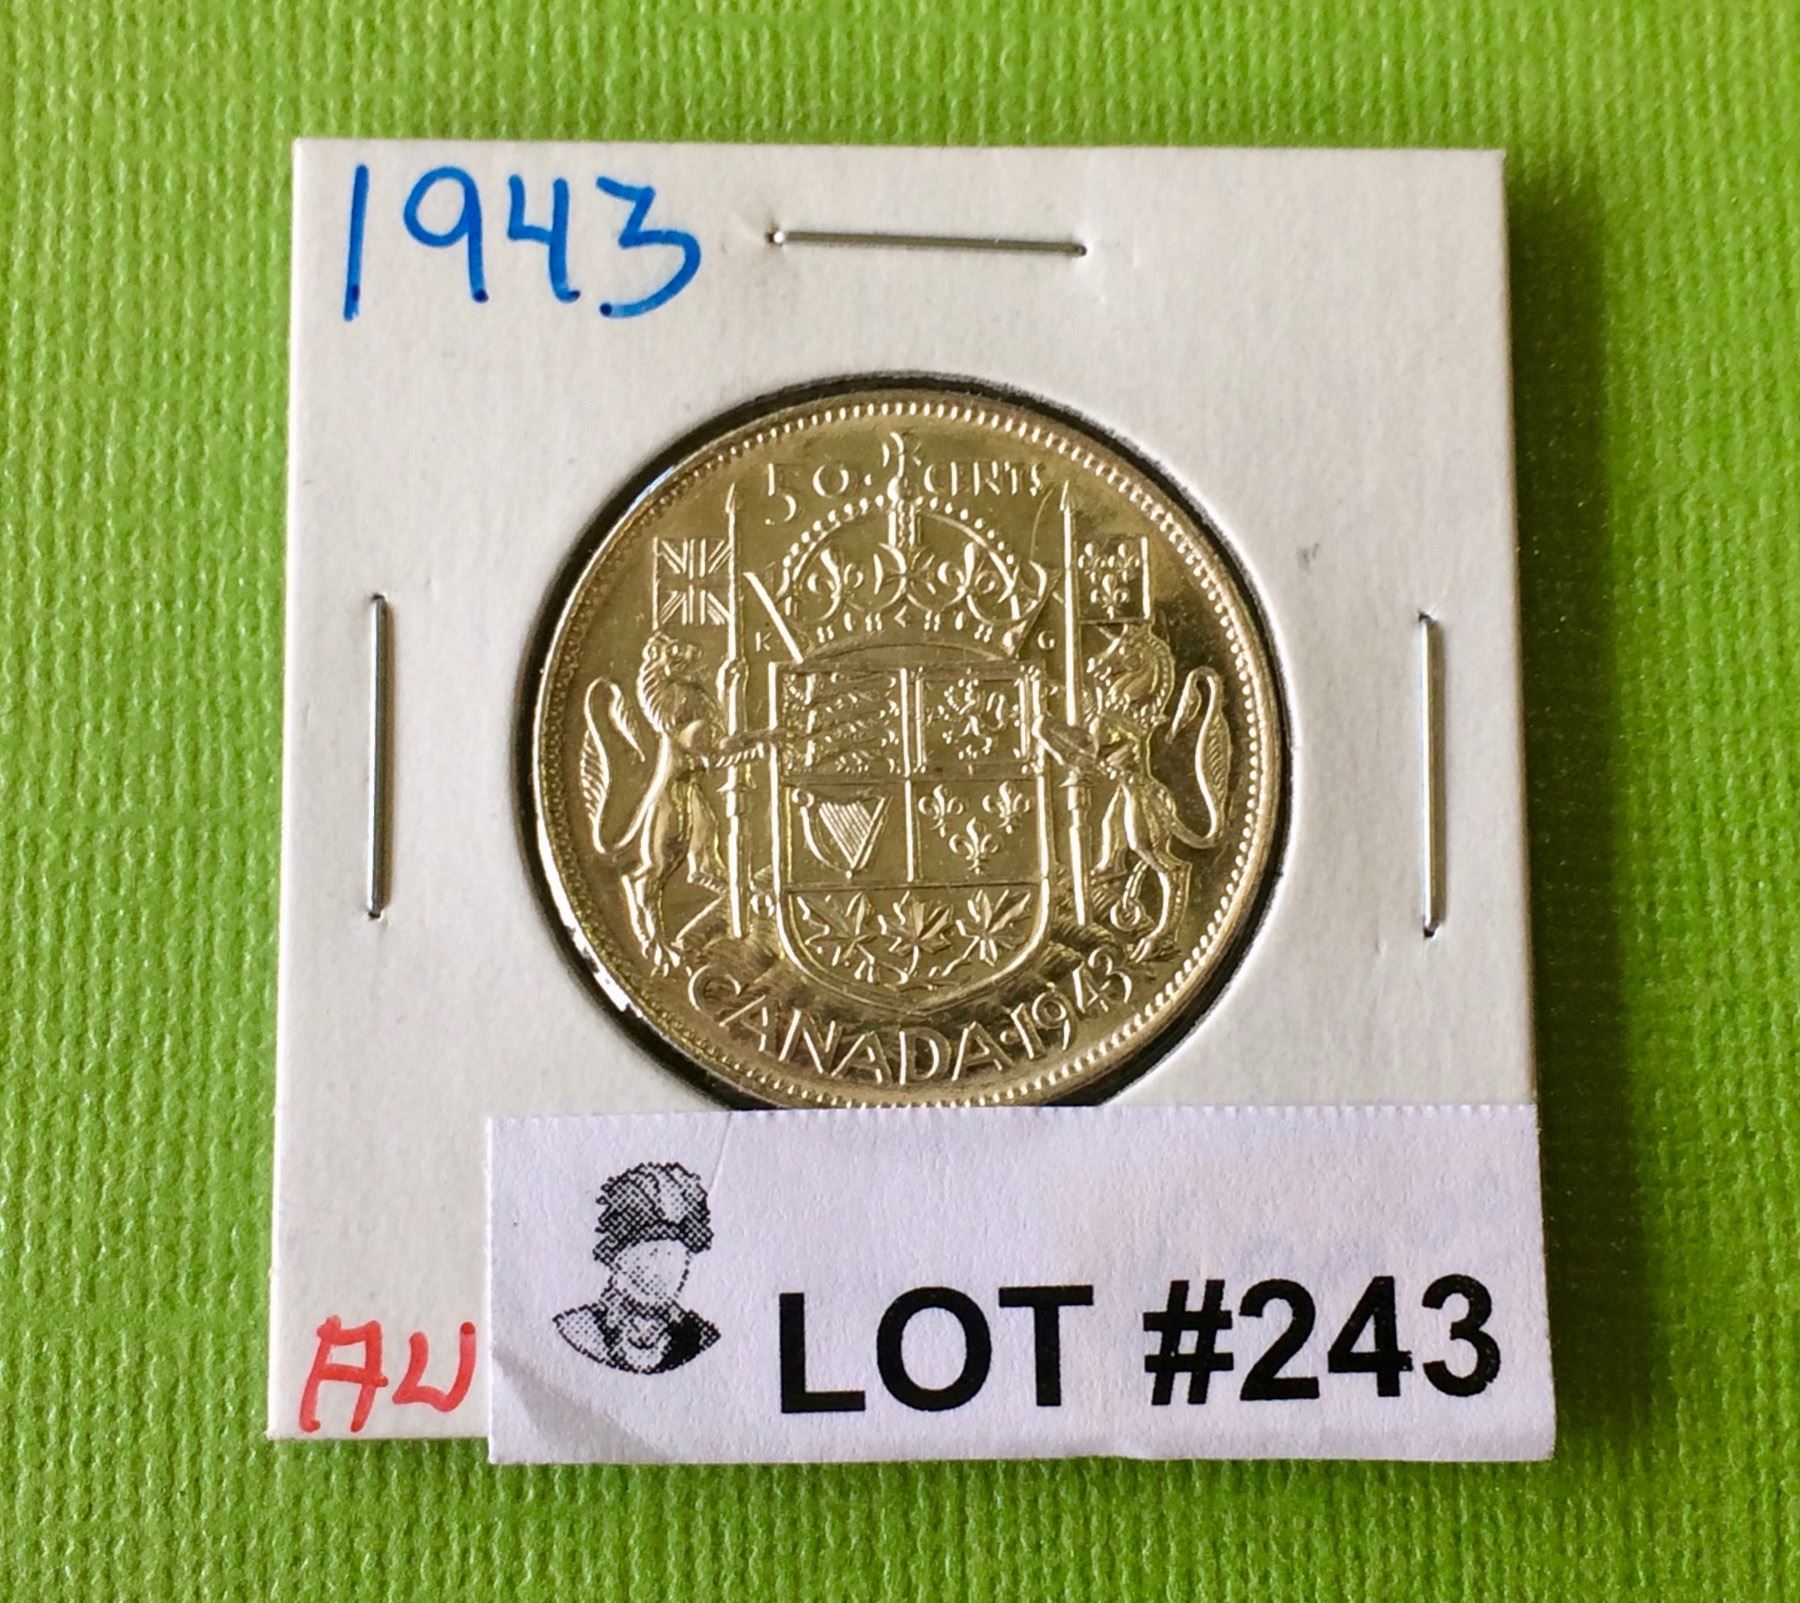 1943
50 CENTS
K G
CANADA·1943
AU
LOT #243